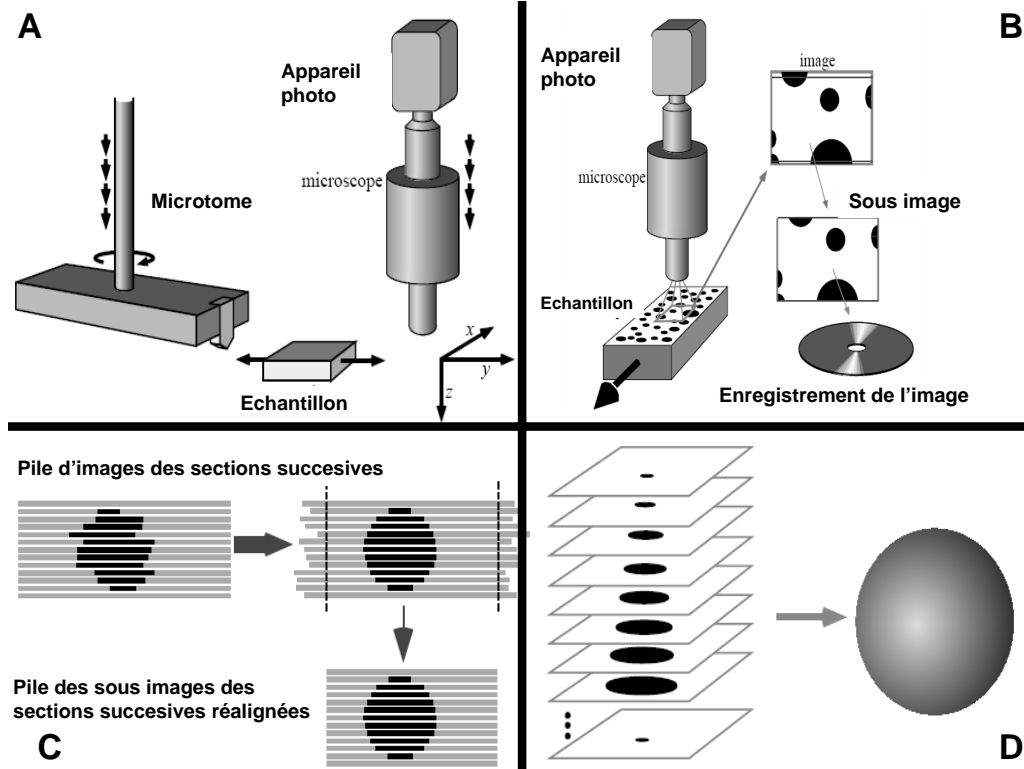 A
Appareil
photo
microscope
Microtome
x
y
z
Echantillon
B
Appareil
photo
image
microscope
Sous image
Echantillon
Enregistrement de l'image
Pile d'images des sections succesives
Pile des sous images des
sections succesives réalignées
C
D